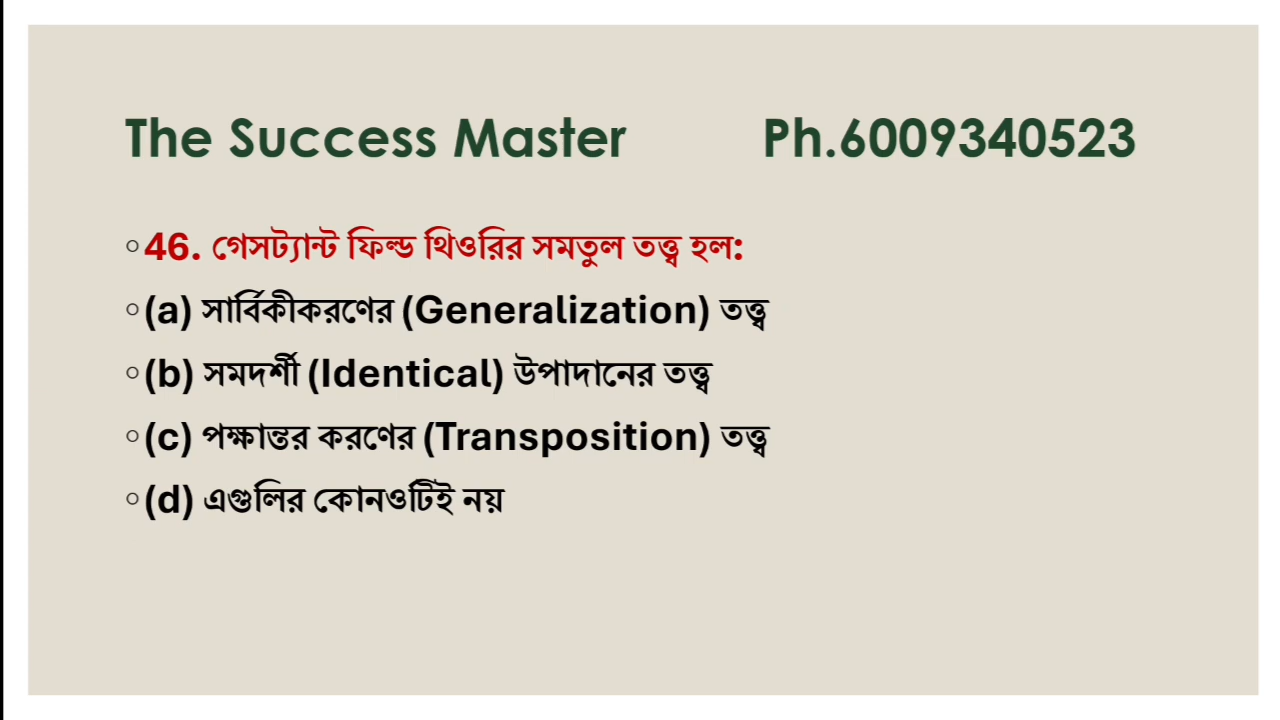 The Success Master Ph.6009340523
46. গেসট্যান্ট ফিল্ড থিওরির সমতুল তত্ত্ব হল:
(a) সার্বিকীকরণের (Generalization) তত্ত্ব
(b) সমদর্শী (Identical) উপাদানের তত্ত্ব
(c) পক্ষান্তর করণের (Transposition) তত্ত্ব
(d) এগুলির কোনওটিই নয়